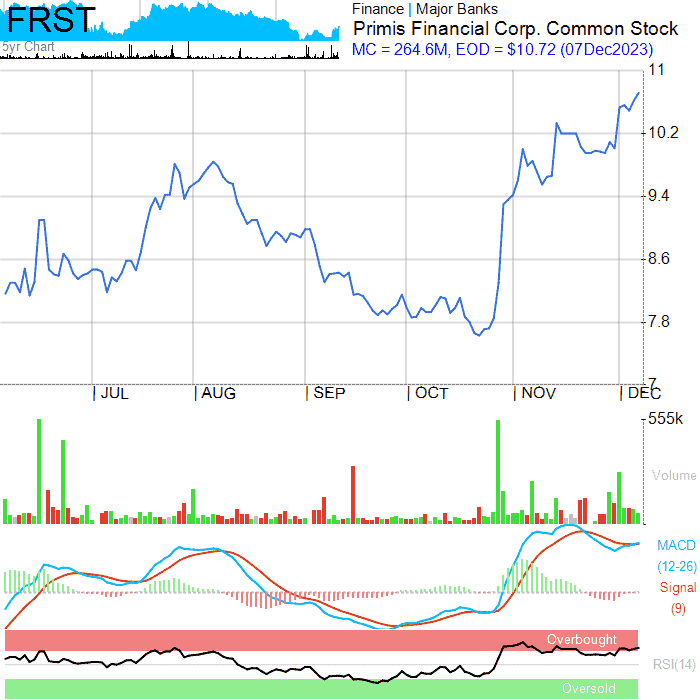 FRST
5yr Chart
Finance | Major Banks
Primis Financial Corp. Common Stock
MC = 264.6M, EOD = $10.72 (07Dec2023)
11
10.2
9.4
8.6
7.8
7
JUL AUG SEP OCT NOV DEC
555k
Volume
MACD
(12-26)
Signal
(9)
Overbought
RSI(14)
Oversold